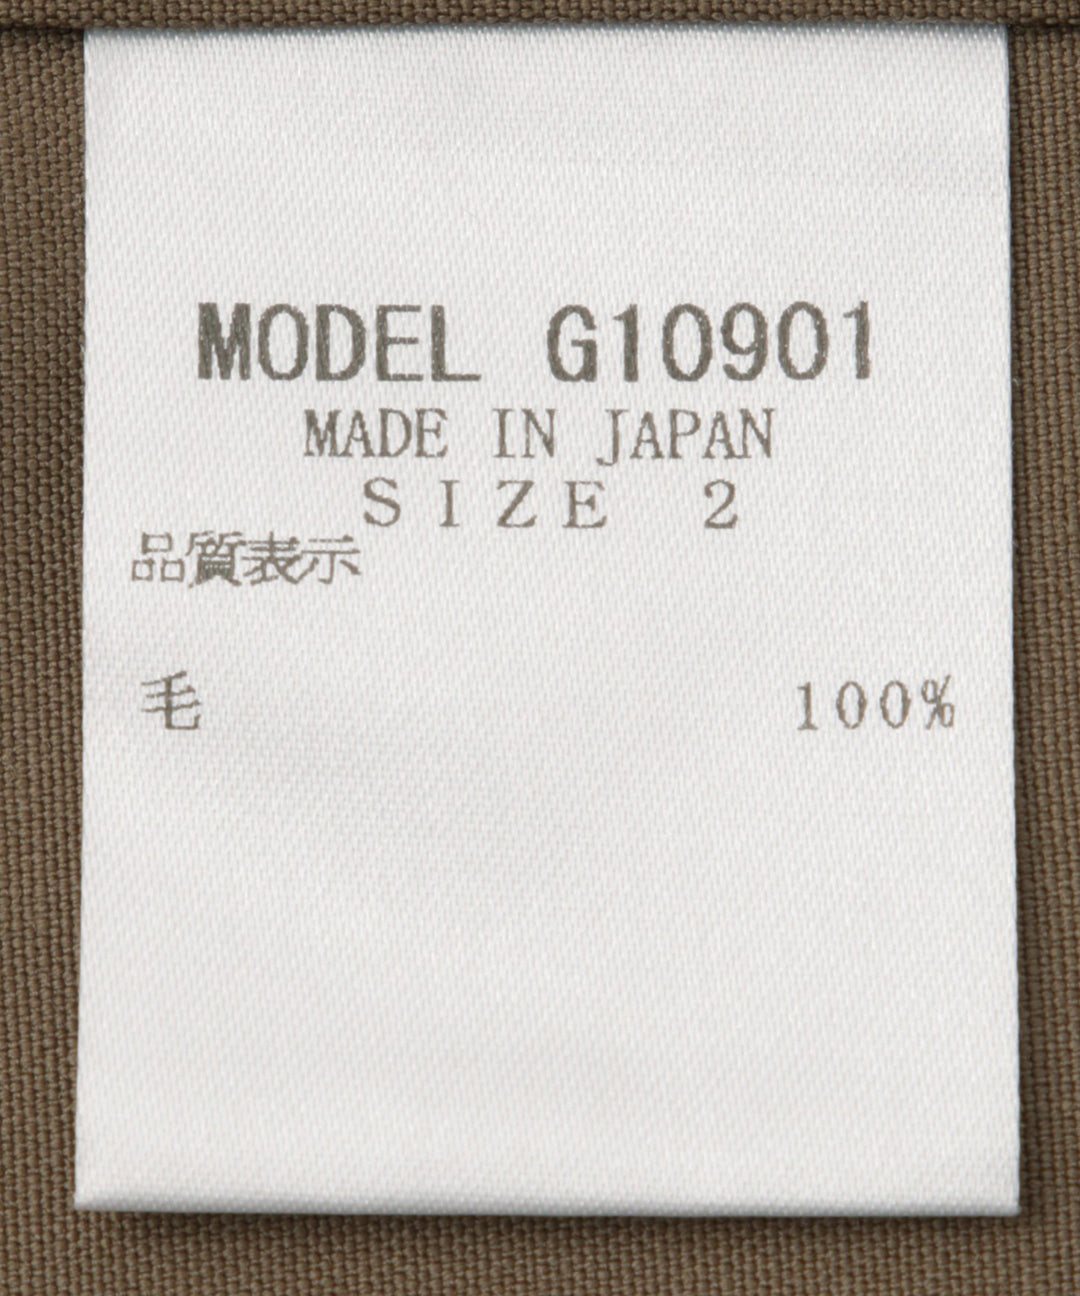 MODEL G10901
MADE IN JAPAN
SIZE 2
品質表示
毛 100%